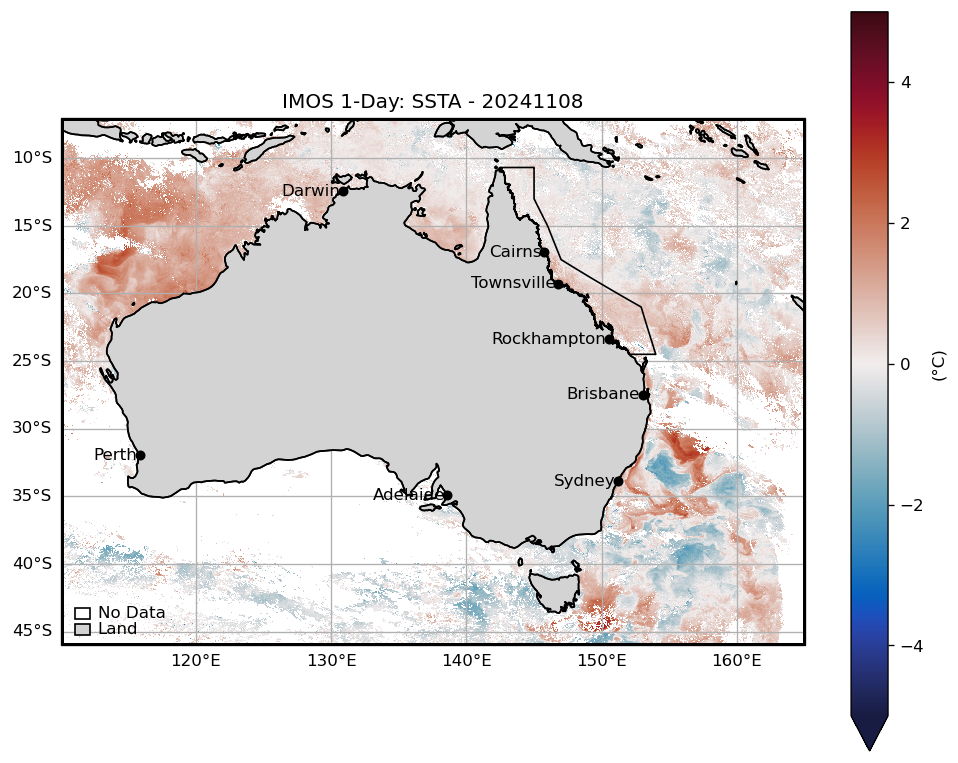 IMOS 1-Day: SSTA - 20241108
4
2
0
−2
−4
(°C)
10°S
15°S
20°S
25°S
30°S
35°S
40°S
45°S
Darwin
Cairns
Townsville
Rockhampton
Brisbane
Perth
Sydney
Adelaide
No Data
Land
120°E
130°E
140°E
150°E
160°E